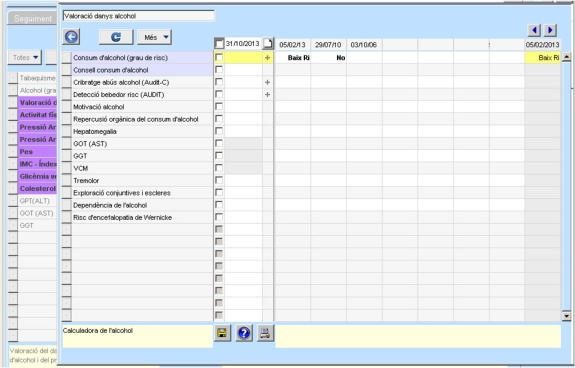 Seguiment
Valoració danys alcohol
Més
Totes
31/10/2013 05/02/13 29/07/10 03/10/06 05/02/2013
Consum d'alcohol (grau de risc) + Baix Ri No Baix Ri
Consell consum d'alcohol
Cribratge abús alcohol (Audit-C) +
Detecció bebedor risc (AUDIT) +
Motivació alcohol
Repercusió orgànica del consum d'alcohol
Hepatomegalia
GOT (AST)
GGT
VCM
Tremolor
Exploració conjuntives i escleres
Dependència de l'alcohol
Risc d'encefalopatia de Wernicke
Tabaquisme
Alcohol (gra
Valoració d
Activitat fís
Pressió Ar
Pressió Ar
Pes
IMC - Índex
Glicèmia
Colesterol
GPT(ALT)
GOT (AST)
GGT
Calculadora de l'alcohol
Valoració del da
d'alcohol i del pr